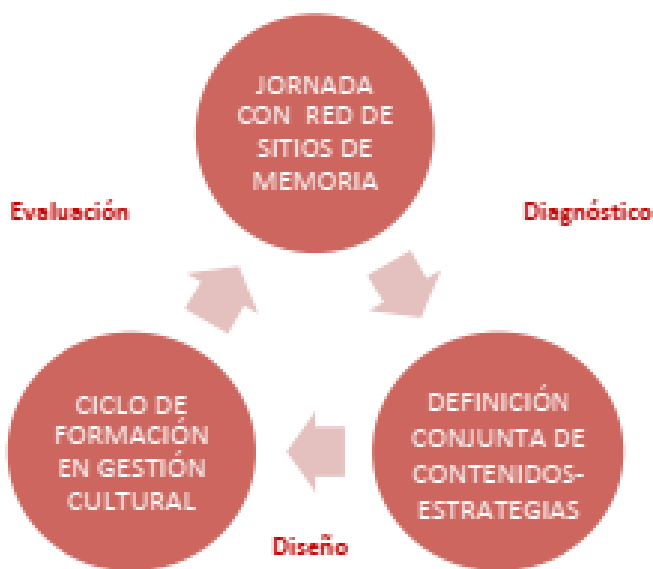 JORNADA
CON RED DE
SITIOS DE
MEMORIA
Evaluación
Diagnóstico
CICLO DE
FORMACIÓN
EN GESTIÓN
CULTURAL
DEFINICIÓN
CONJUNTA DE
CONTENIDOS-
ESTRATEGIAS
Diseño